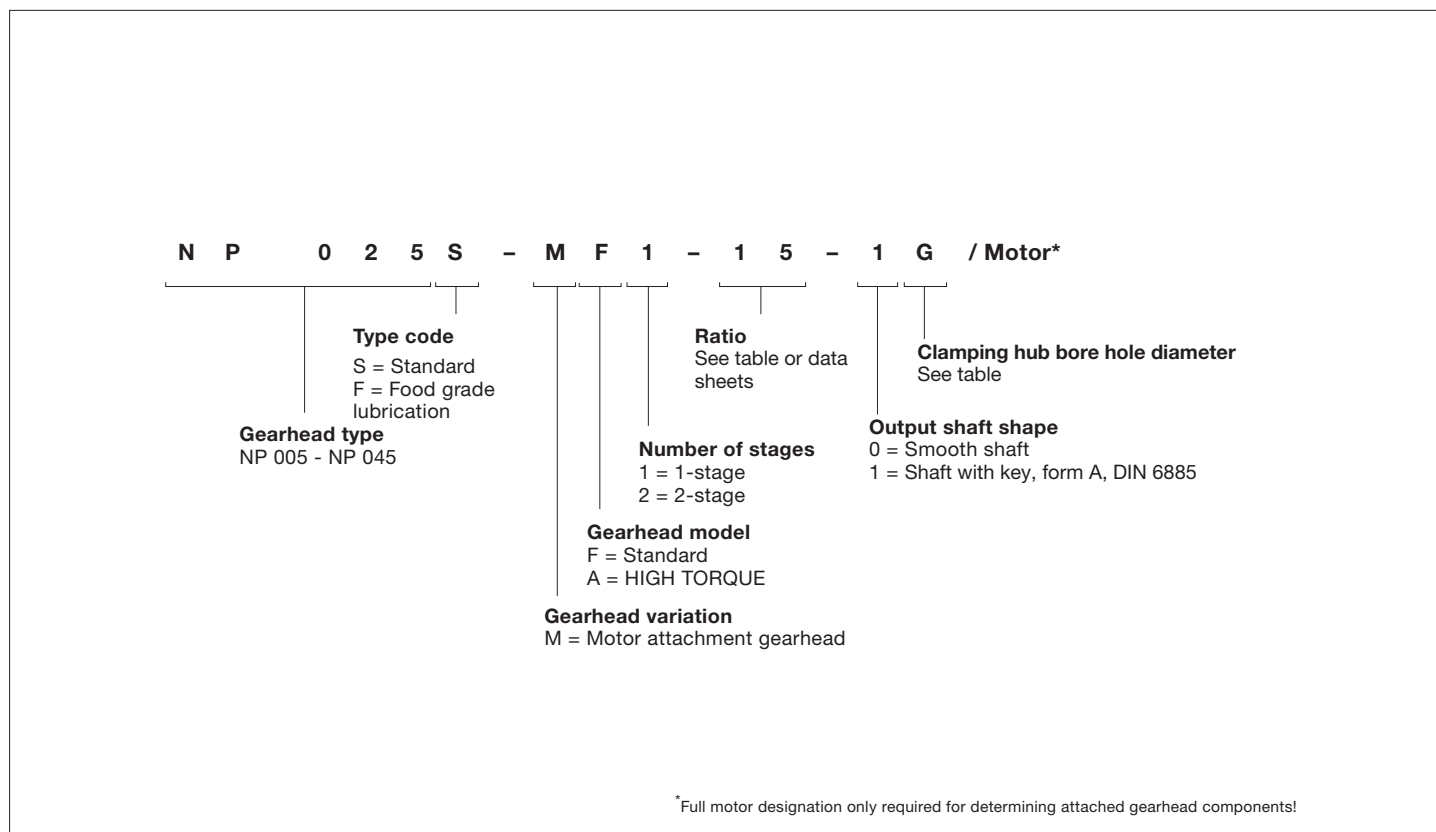 N P 0 2 5 S – M F 1 – 1 5 – 1 G / Motor*
Type code
S = Standard
F = Food grade
lubrication
Gearhead type
NP 005 - NP 045
Ratio
See table or data
sheets
Clamping hub bore hole diameter
See table
Output shaft shape
0 = Smooth shaft
1 = Shaft with key, form A, DIN 6885
Number of stages
1 = 1-stage
2 = 2-stage
Gearhead model
F = Standard
A = HIGH TORQUE
Gearhead variation
M = Motor attachment gearhead
*Full motor designation only required for determining attached gearhead components!